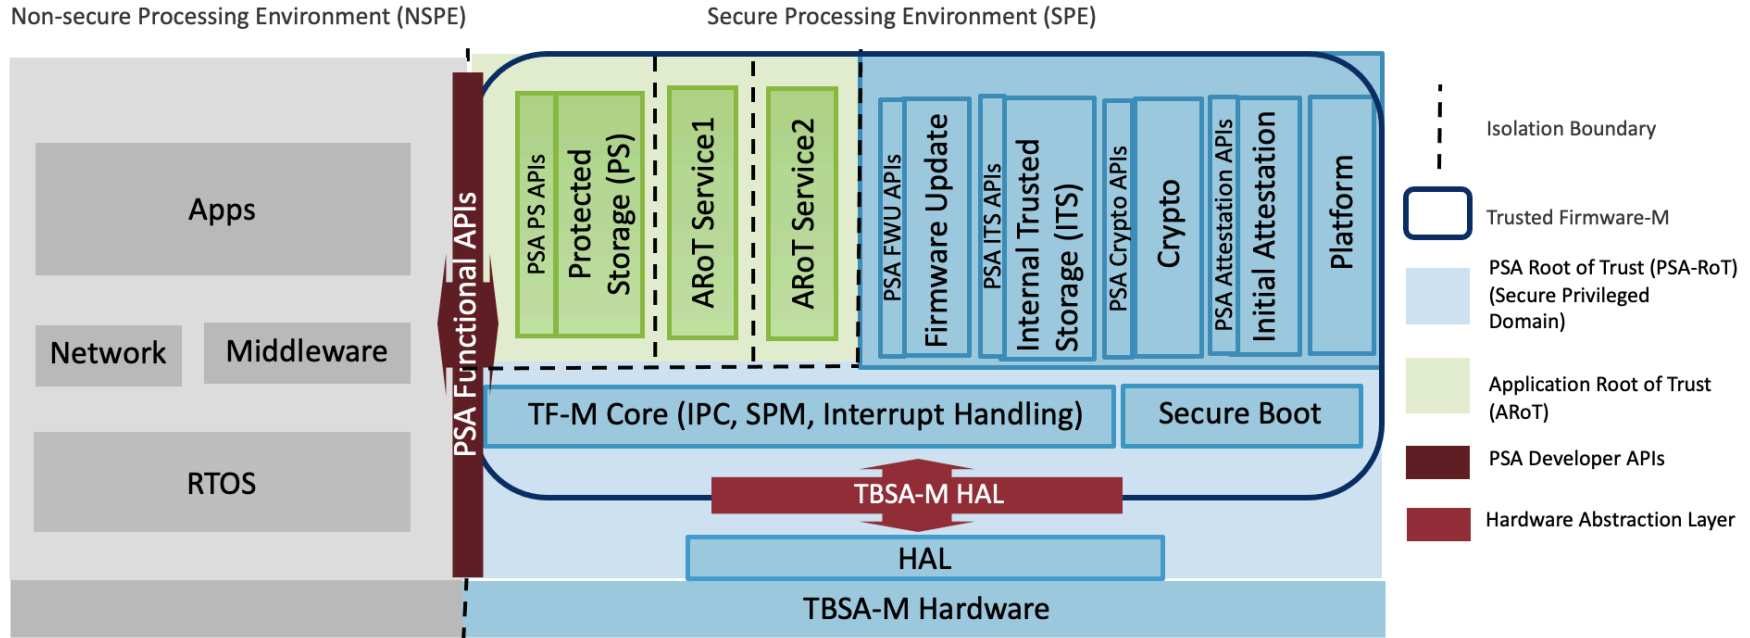 Non-secure Processing Environment (NSPE)
Secure Processing Environment (SPE)
Apps
Network
Middleware
RTOS
PSA Functional APIs
PSA PS APIs
Protected
Storage (PS)
ARoT Service1
ARoT Service2
PSA FWU APIs
Firmware Update
PSA ITS APIs
Internal Trusted
Storage (ITS)
PSA Crypto APIs
Crypto
PSA Attestation APIs
Initial Attestation
Platform
TF-M Core (IPC, SPM, Interrupt Handling)
Secure Boot
TBSA-M HAL
HAL
TBSA-M Hardware
Isolation Boundary
Trusted Firmware-M
PSA Root of Trust (PSA-RoT)
(Secure Privileged
Domain)
Application Root of Trust
(ARoT)
PSA Developer APIs
Hardware Abstraction Layer